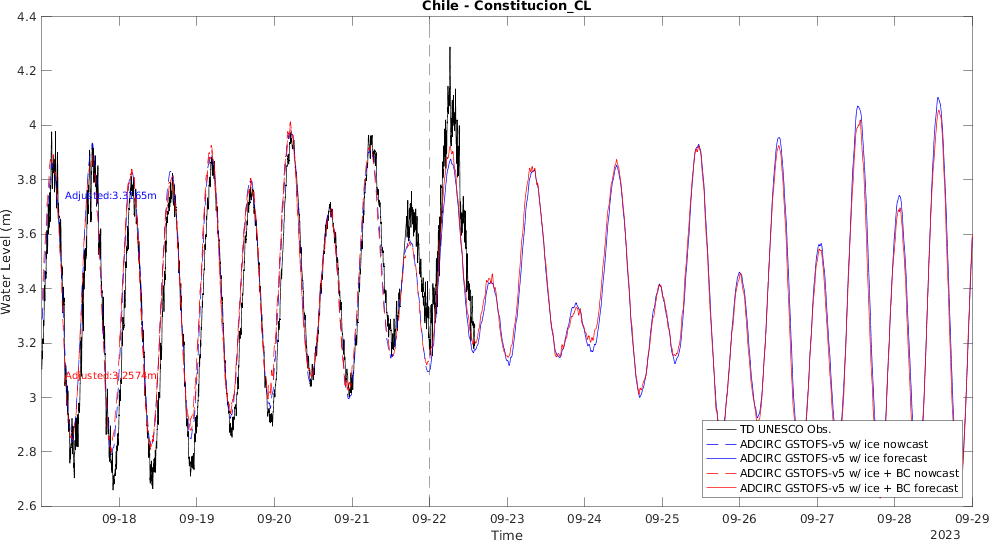 Chile - Constitucion_CL
4.4
4.2
4
3.8
3.6
3.4
3.2
3
2.8
2.6
Water Level (m)
Adjusted:3.3565m
Adjusted:3.2574m
TD UNESCO Obs.
ADCIRC GSTOFS-v5 w/ ice nowcast
ADCIRC GSTOFS-v5 w/ ice forecast
ADCIRC GSTOFS-v5 w/ ice + BC nowcast
ADCIRC GSTOFS-v5 w/ ice + BC forecast
09-18 09-19 09-20 09-21 09-22 09-23 09-24 09-25 09-26 09-27 09-28 09-29
Time
2023